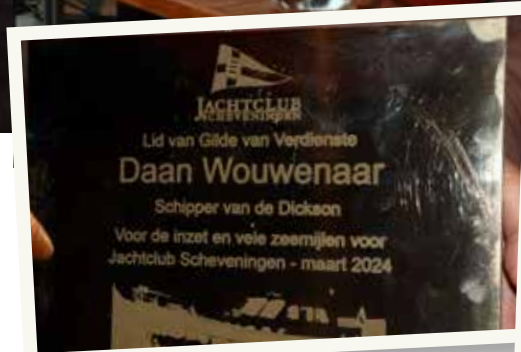 JACHTCLUB
SCHEVENINGEN
Lid van Gilde van Verdienste
Daan Wouwenaar
Schipper van de Dickson
Voor de inzet en vele zeemijlen voor
Jachtclub Scheveningen - maart 2024